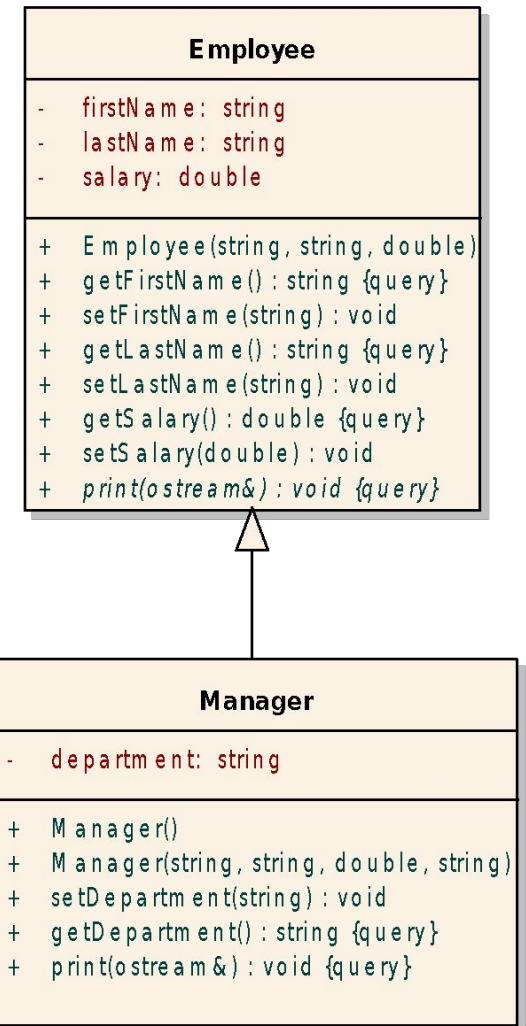 Employee
- firstName: string
- lastName: string
- salary: double
+ Employee(string, string, double)
+ getFirstName() : string {query}
+ setFirstName(string) : void
+ getLastName() : string {query}
+ setLastName(string) : void
+ getSalary() : double {query}
+ setSalary(double) : void
+ print(ostream&) : void {query}
Manager
- department: string
+ Manager()
+ Manager(string, string, double, string)
+ setDepartment(string) : void
+ getDepartment() : string {query}
+ print(ostream&) : void {query}